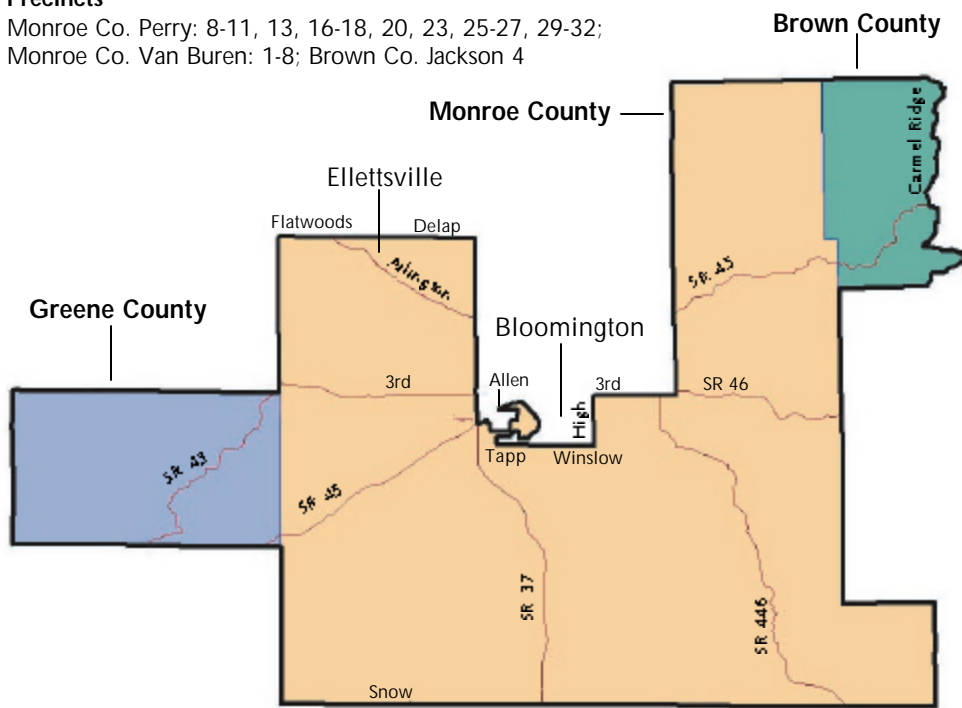 Precincts
Monroe Co. Perry: 8-11, 13, 16-18, 20, 23, 25-27, 29-32;
Monroe Co. Van Buren: 1-8; Brown Co. Jackson 4
Brown County
Monroe County
Carmel Ridge
Ellettsville
Flatwoods
Delap
Arlington
SR 45
Greene County
Bloomington
3rd
Allen
3rd
High
SR 46
Tapp
Winslow
SR 43
SR 45
SR 37
SR 446
Snow